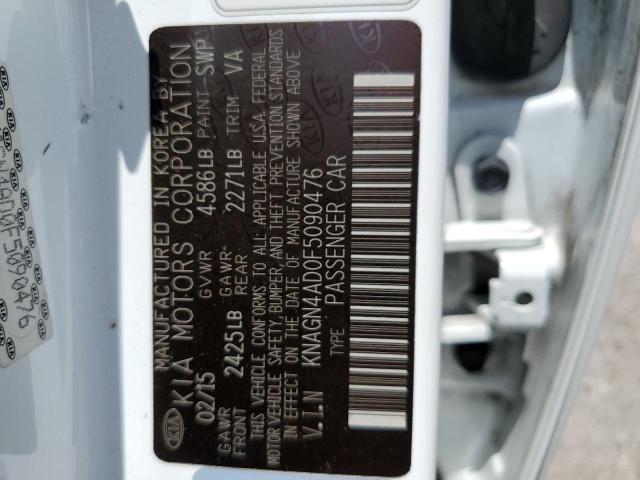 MANUFACTURED IN KOREA BY
KIA MOTORS CORPORATION
02/15 GVWR 4586LB PAINT-SWP
GAWR FRONT 2425LB GAWR REAR 2271LB TRIM VA
THIS VEHICLE CONFORMS TO ALL APPLICABLE U.S.A. FEDERAL
MOTOR VEHICLE SAFETY, BUMPER, AND THEFT PREVENTION STANDARDS
IN EFFECT ON THE DATE OF MANUFACTURE SHOWN ABOVE
V.I.N KNAGN4AD0F5090476
TYPE PASSENGER CAR
KIA
F5090476